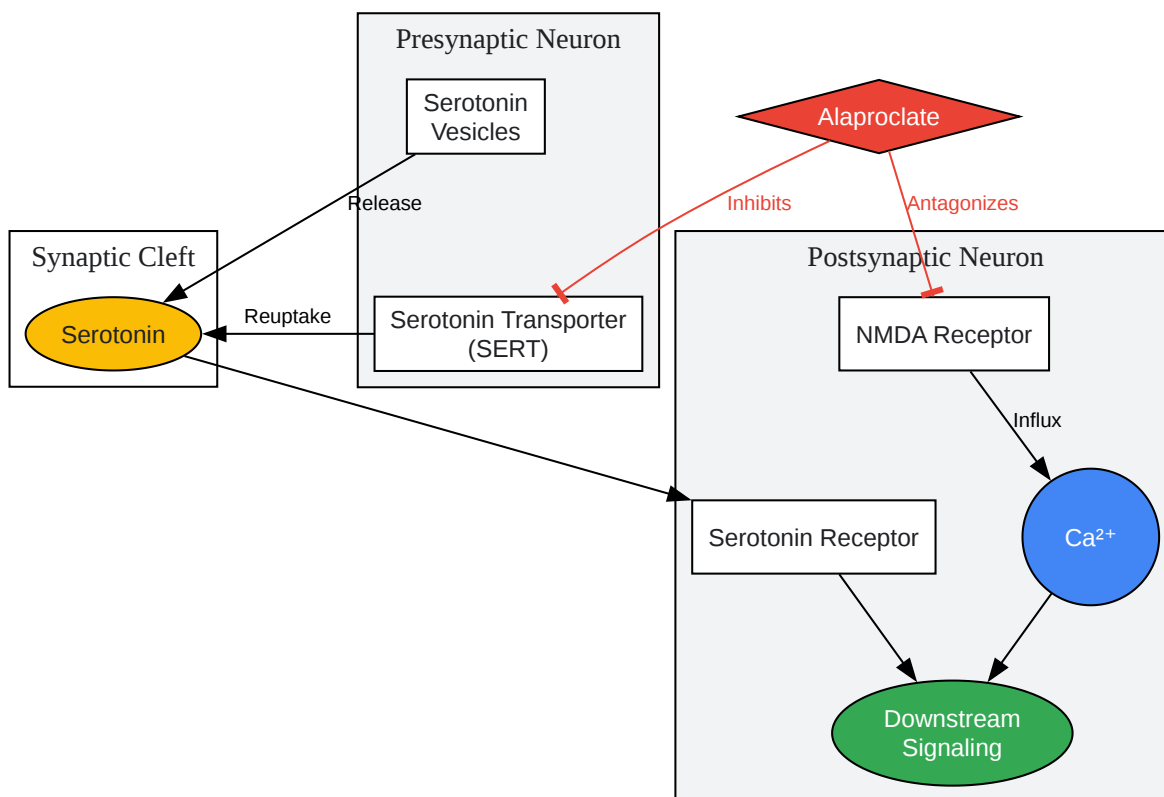 Presynaptic Neuron
Serotonin
Vesicles
Alaproclate
Release
Inhibits
Antagonizes
Synaptic Cleft
Postsynaptic Neuron
Serotonin
Reuptake
Serotonin Transporter
(SERT)
NMDA Receptor
Influx
Serotonin Receptor
Ca²⁺
Downstream
Signaling